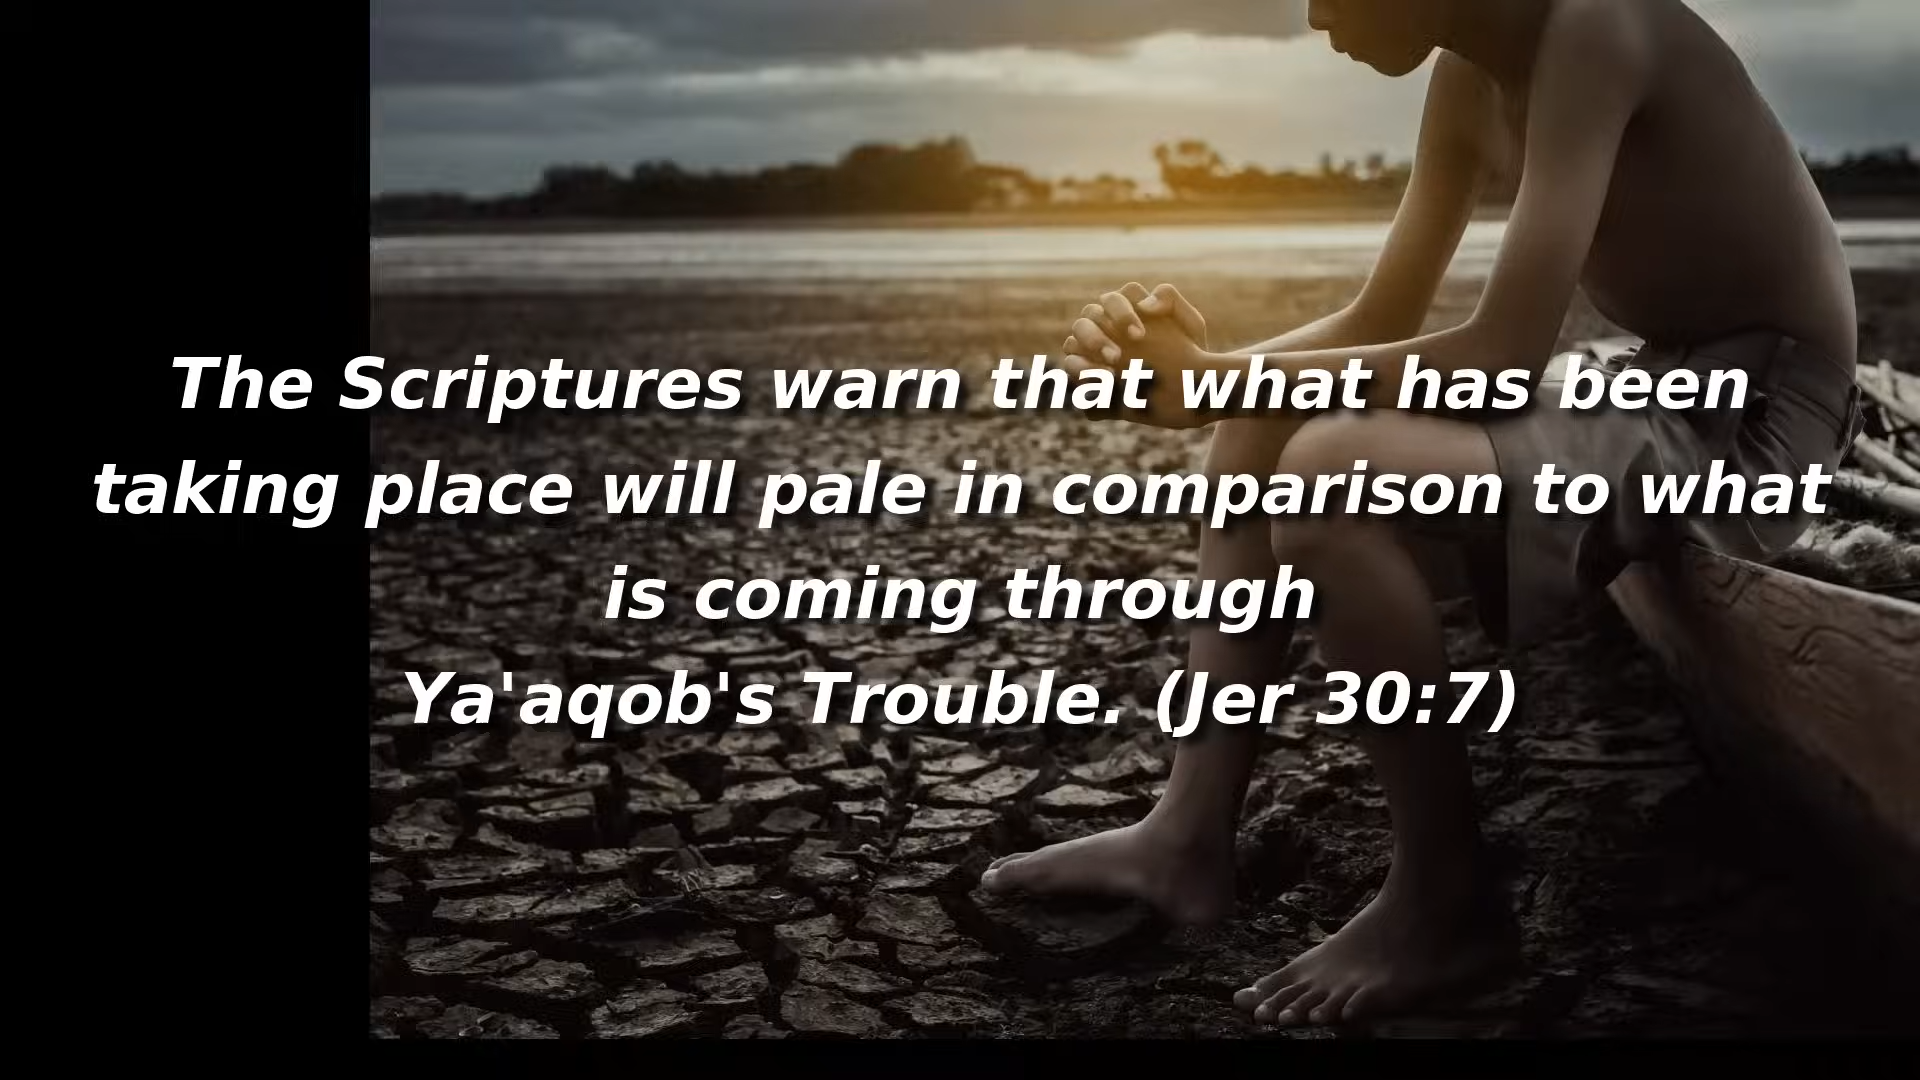 The Scriptures warn that what has been
taking place will pale in comparison to what
is coming through
Ya'aqob's Trouble. (Jer 30:7)